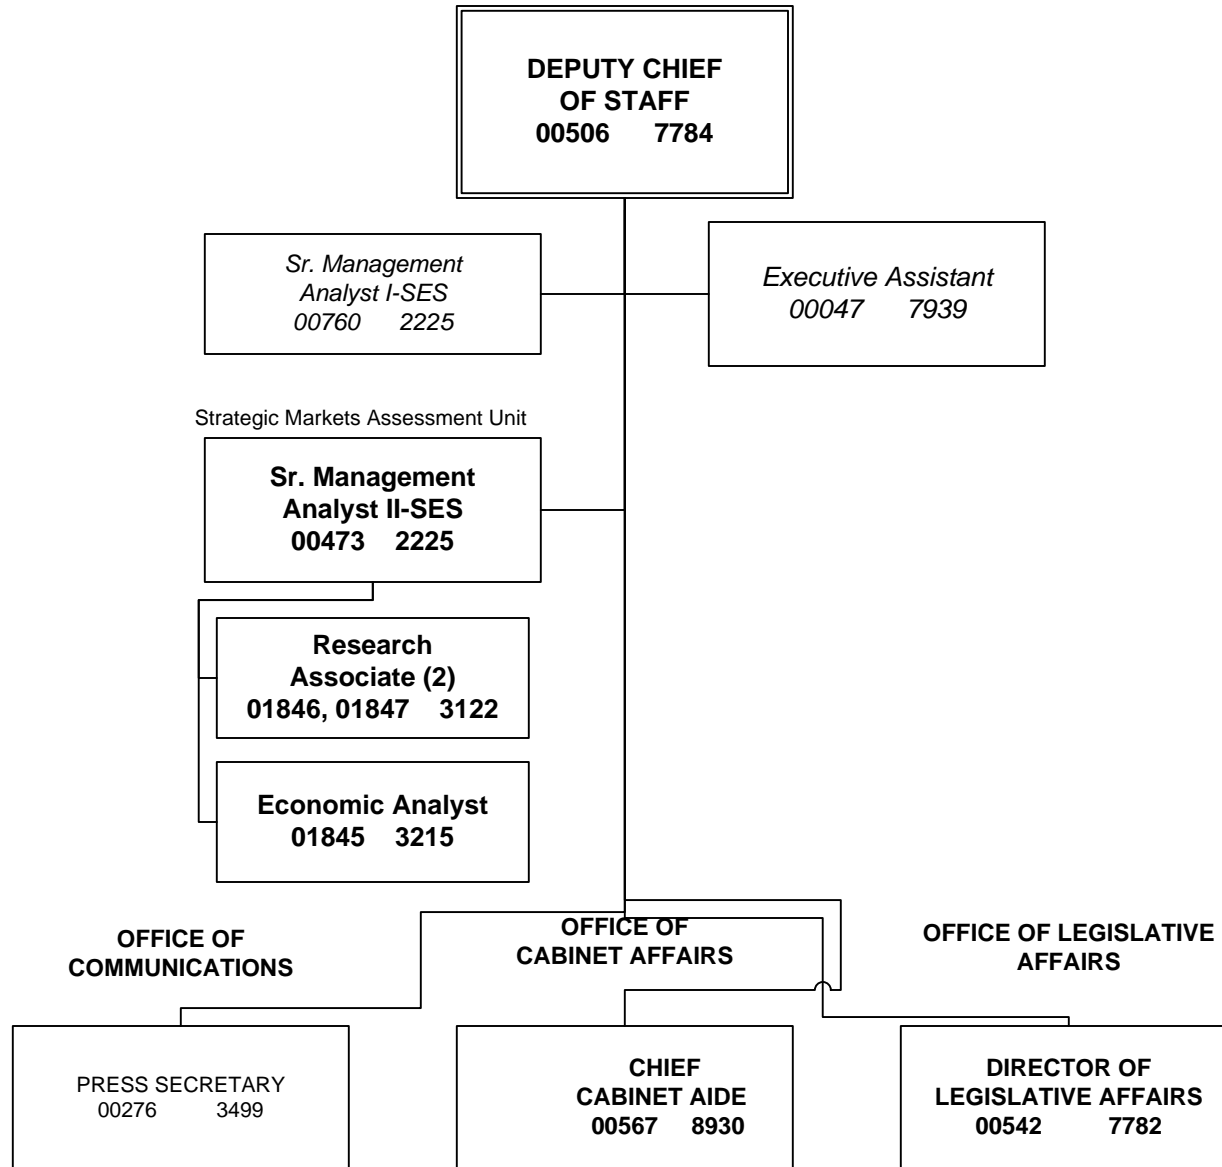 DEPUTY CHIEF
OF STAFF
00506 7784
Sr. Management
Analyst I-SES
00760 2225
Executive Assistant
00047 7939
Strategic Markets Assessment Unit
Sr. Management
Analyst II-SES
00473 2225
Research
Associate (2)
01846, 01847 3122
Economic Analyst
01845 3215
OFFICE OF
COMMUNICATIONS
OFFICE OF
CABINET AFFAIRS
OFFICE OF LEGISLATIVE
AFFAIRS
PRESS SECRETARY
00276 3499
CHIEF
CABINET AIDE
00567 8930
DIRECTOR OF
LEGISLATIVE AFFAIRS
00542 7782